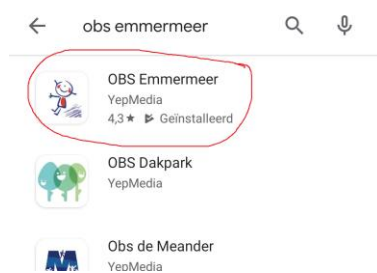 obs emmermeer
OBS Emmermeer
YepMedia
4,3★ Geïnstalleerd
OBS Dakpark
YepMedia
Obs de Meander
YepMedia